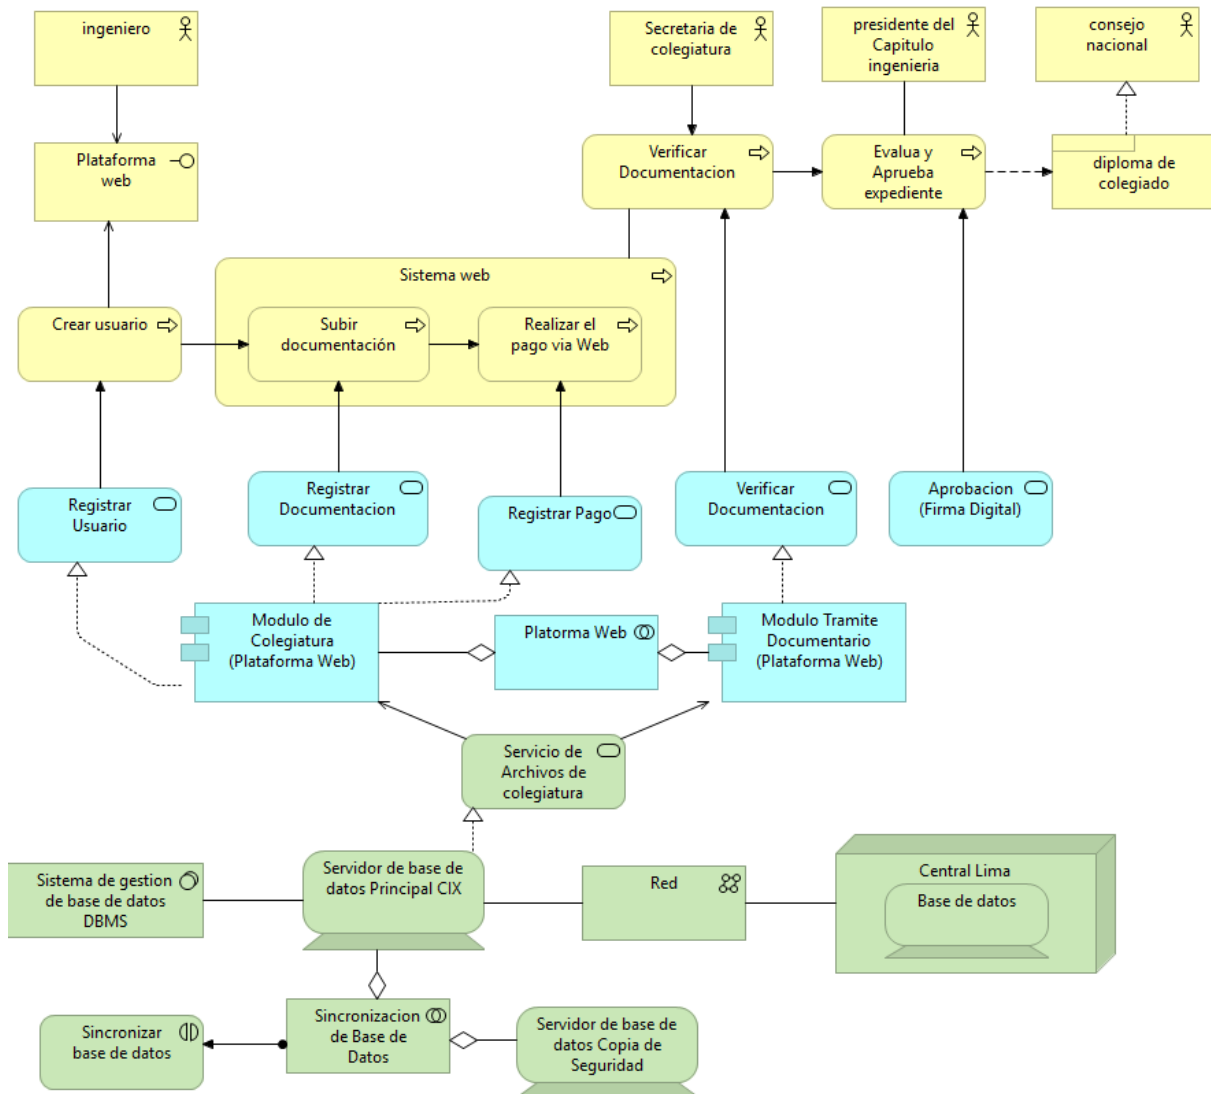 ingeniero
Secretaria de
colegiatura
presidente del
Capitulo
ingenieria
consejo
nacional
Plataforma
web
Verificar
Documentacion
Evalua y
Aprueba
expediente
diploma de
colegiado
Sistema web
Crear usuario
Subir
documentación
Realizar el
pago via Web
Registrar
Usuario
Registrar
Documentacion
Registrar Pago
Verificar
Documentacion
Aprobacion
(Firma Digital)
Modulo de
Colegiatura
(Plataforma Web)
Platorma Web
Modulo Tramite
Documentario
(Plataforma Web)
Servicio de
Archivos de
colegiatura
Sistema de gestion
de base de datos
DBMS
Servidor de base de
datos Principal CIX
Red
Central Lima
Base de datos
Sincronizar
base de datos
Sincronizacion
de Base de
Datos
Servidor de base de
datos Copia de
Seguridad